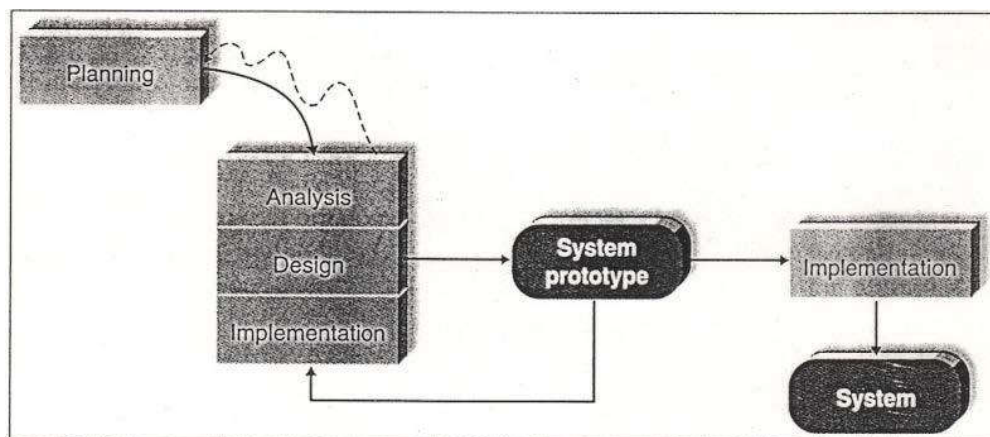 Planning
Analysis
Design
Implementation
System
prototype
Implementation
System